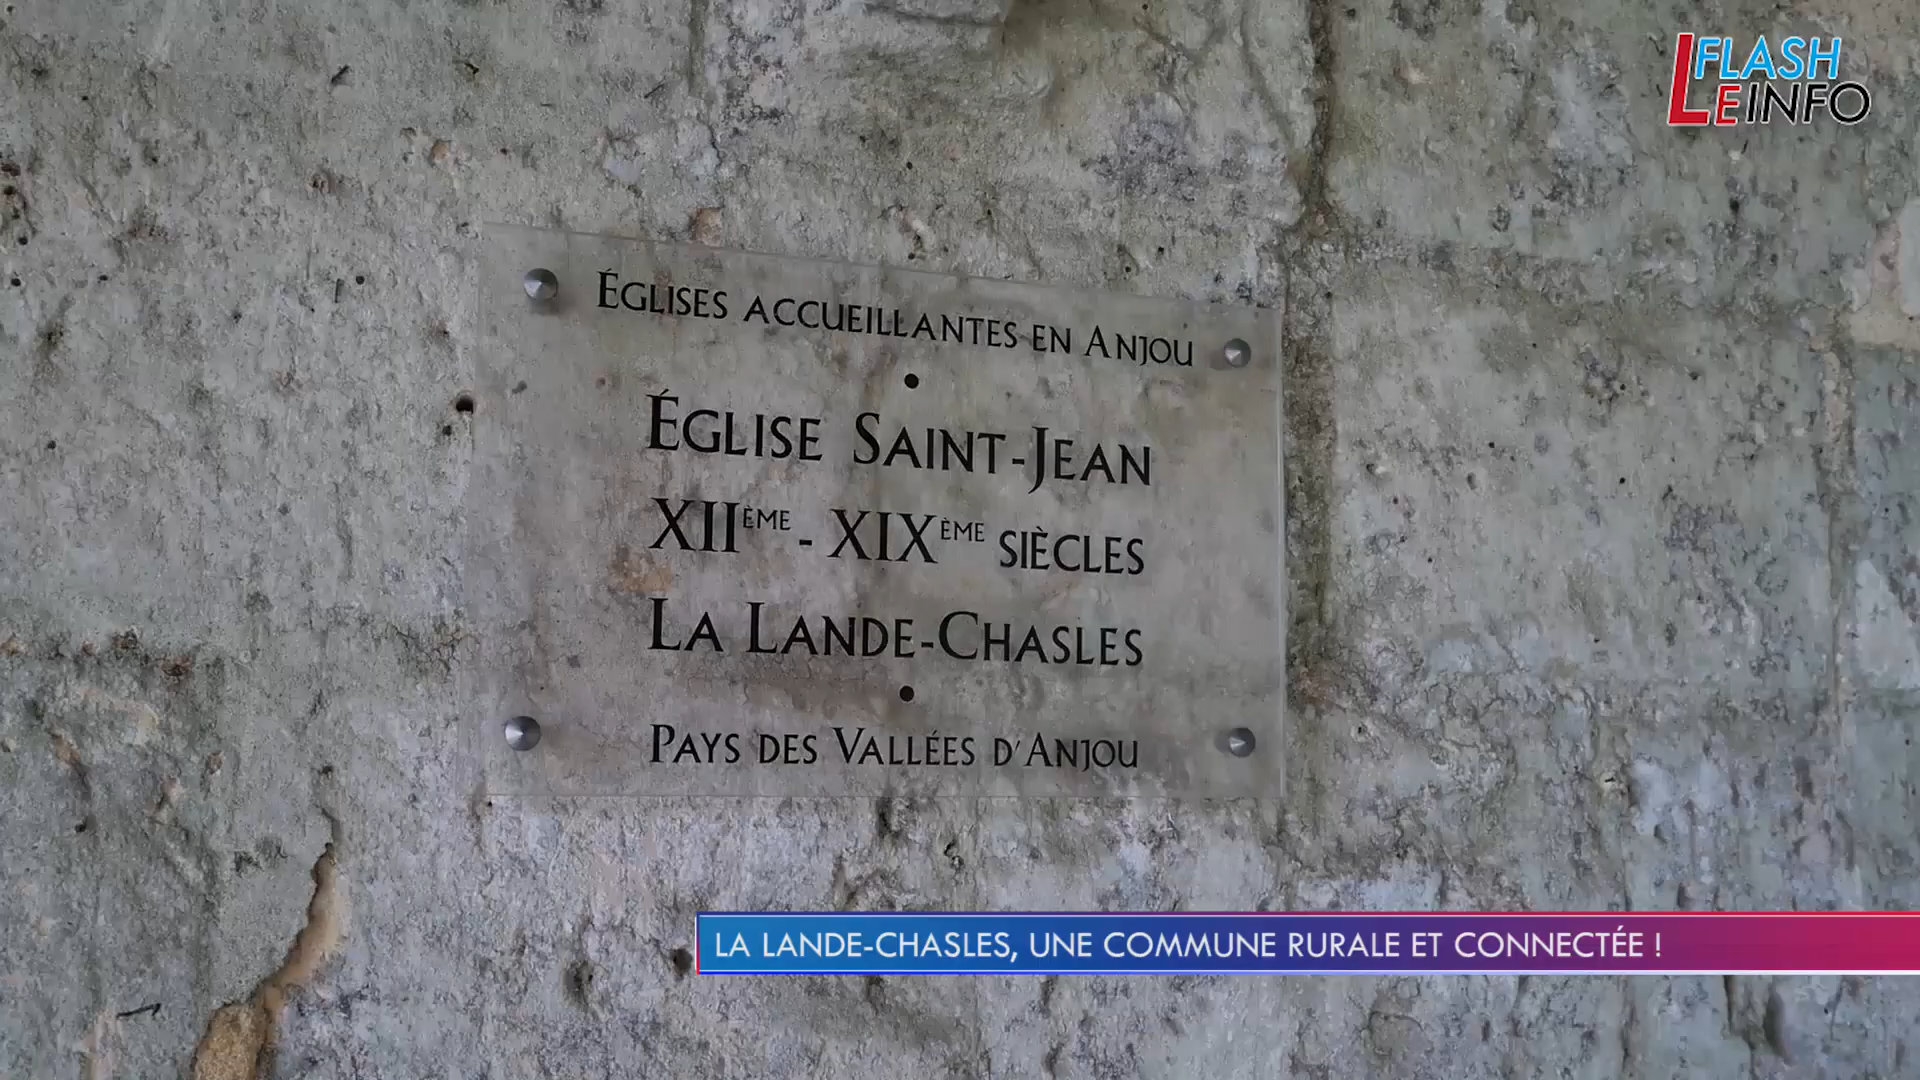 FLASH
LE INFO
ÉGLISES ACCUEILLANTES EN ANJOU
•
ÉGLISE SAINT-JEAN
XIIÈME - XIXÈME SIÈCLES
LA LANDE-CHASLES
•
PAYS DES VALLÉES D'ANJOU
LA LANDE-CHASLES, UNE COMMUNE RURALE ET CONNECTÉE !